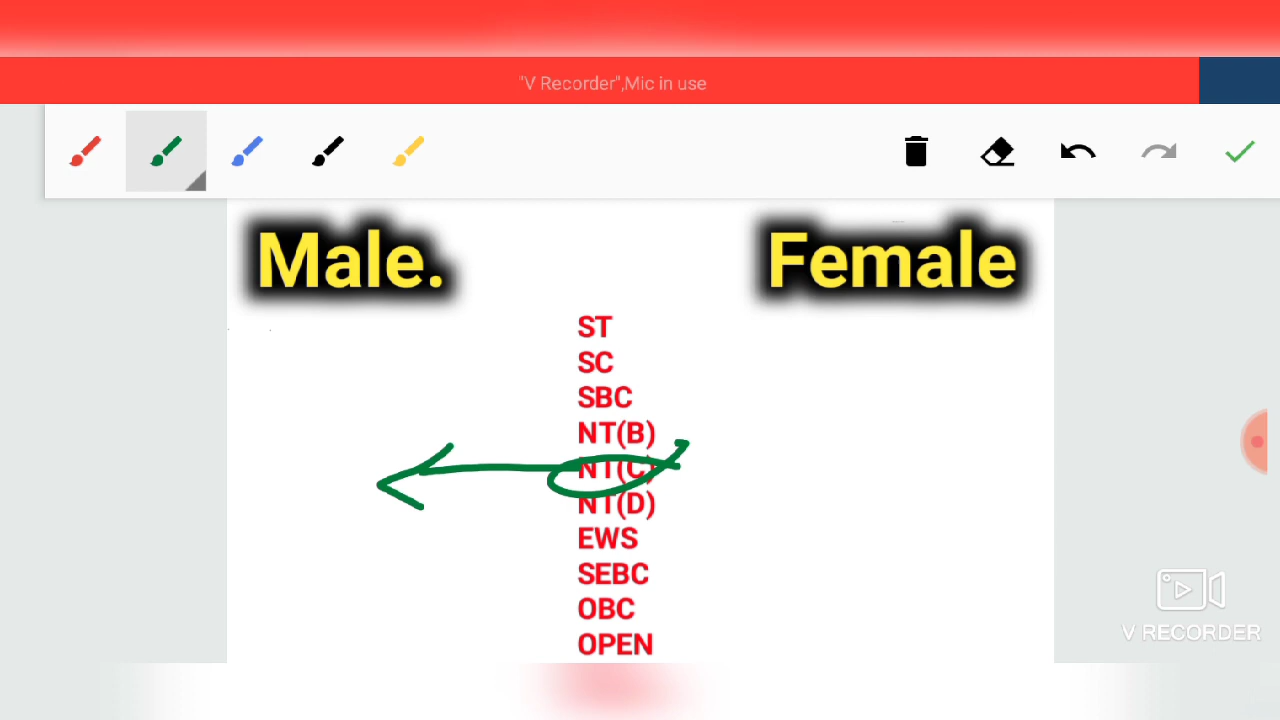 "V Recorder",Mic in use
Male. Female
ST
SC
SBC
NT(B)
NT(C)
NT(D)
EWS
SEBC
OBC
OPEN
V RECORDER